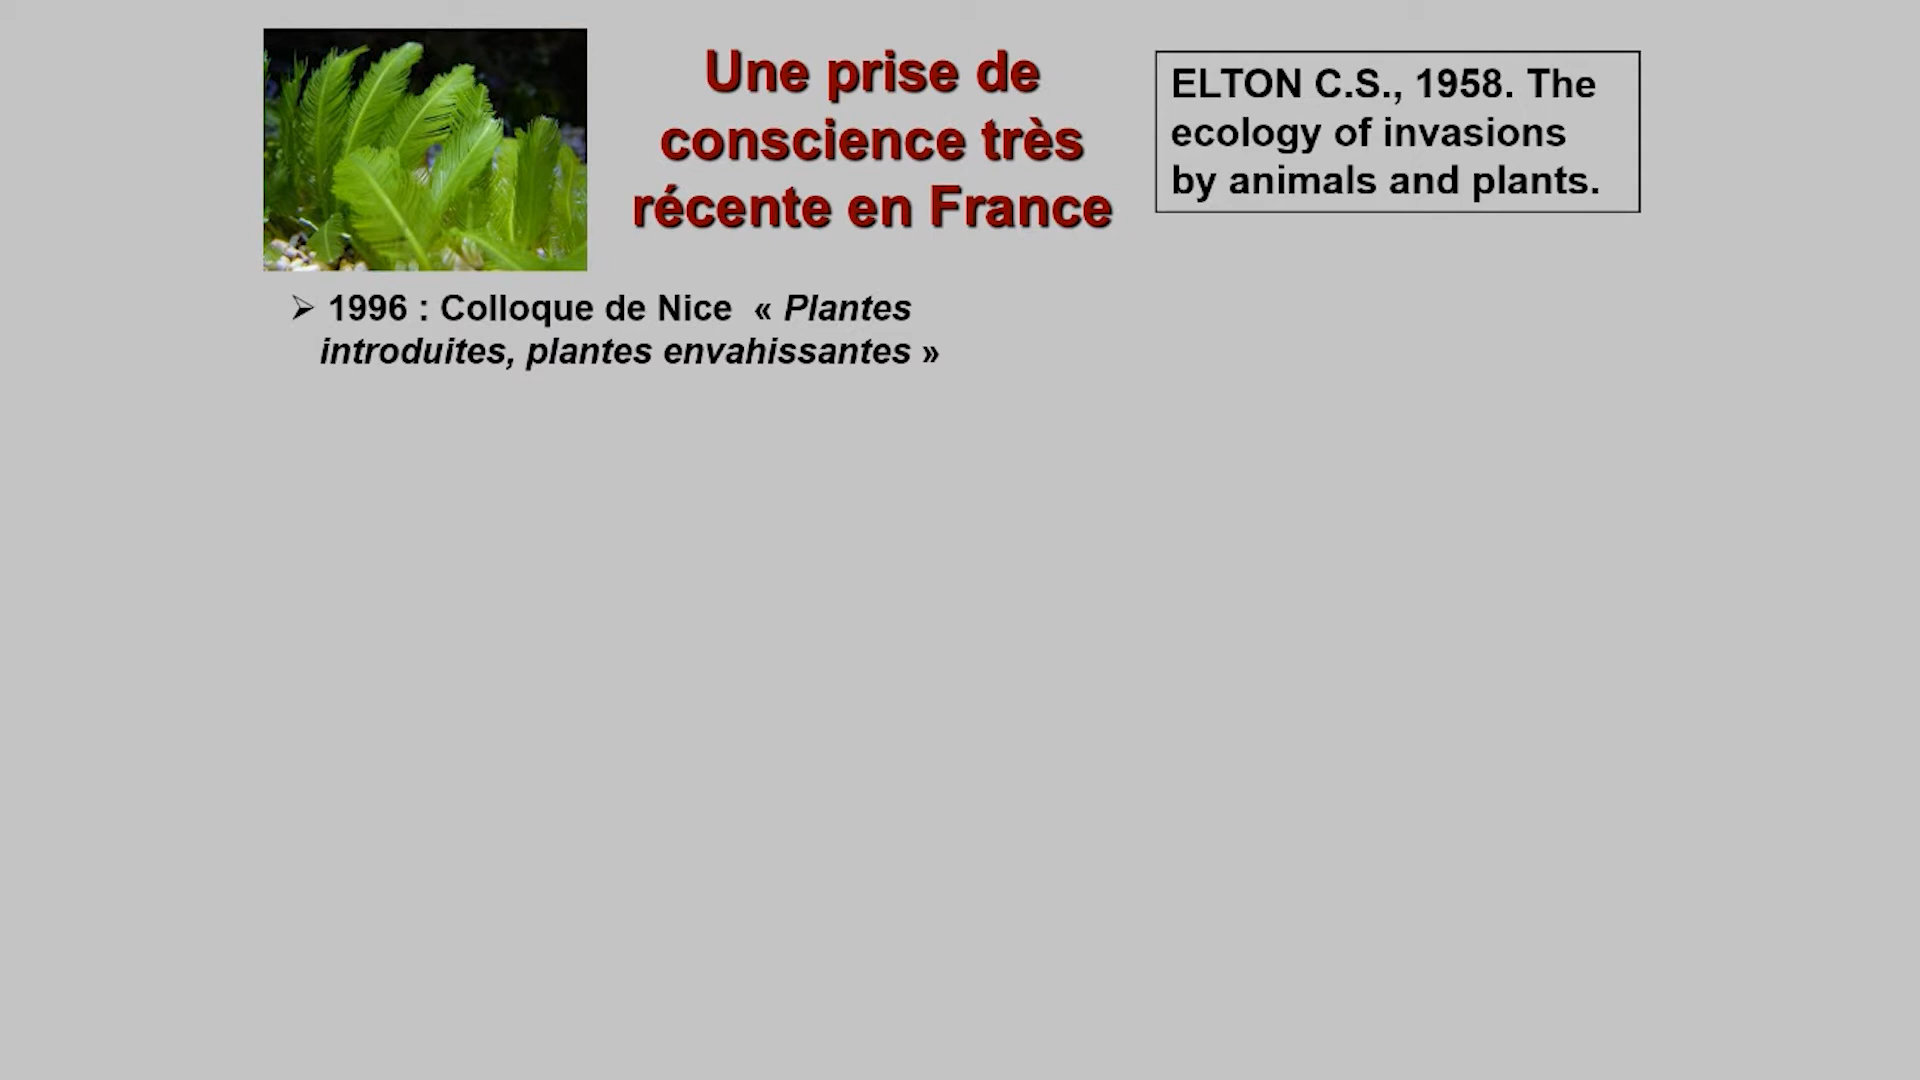 Une prise de
conscience très
récente en France
ELTON C.S., 1958. The
ecology of invasions
by animals and plants.
➢ 1996 : Colloque de Nice « Plantes
introduites, plantes envahissantes »